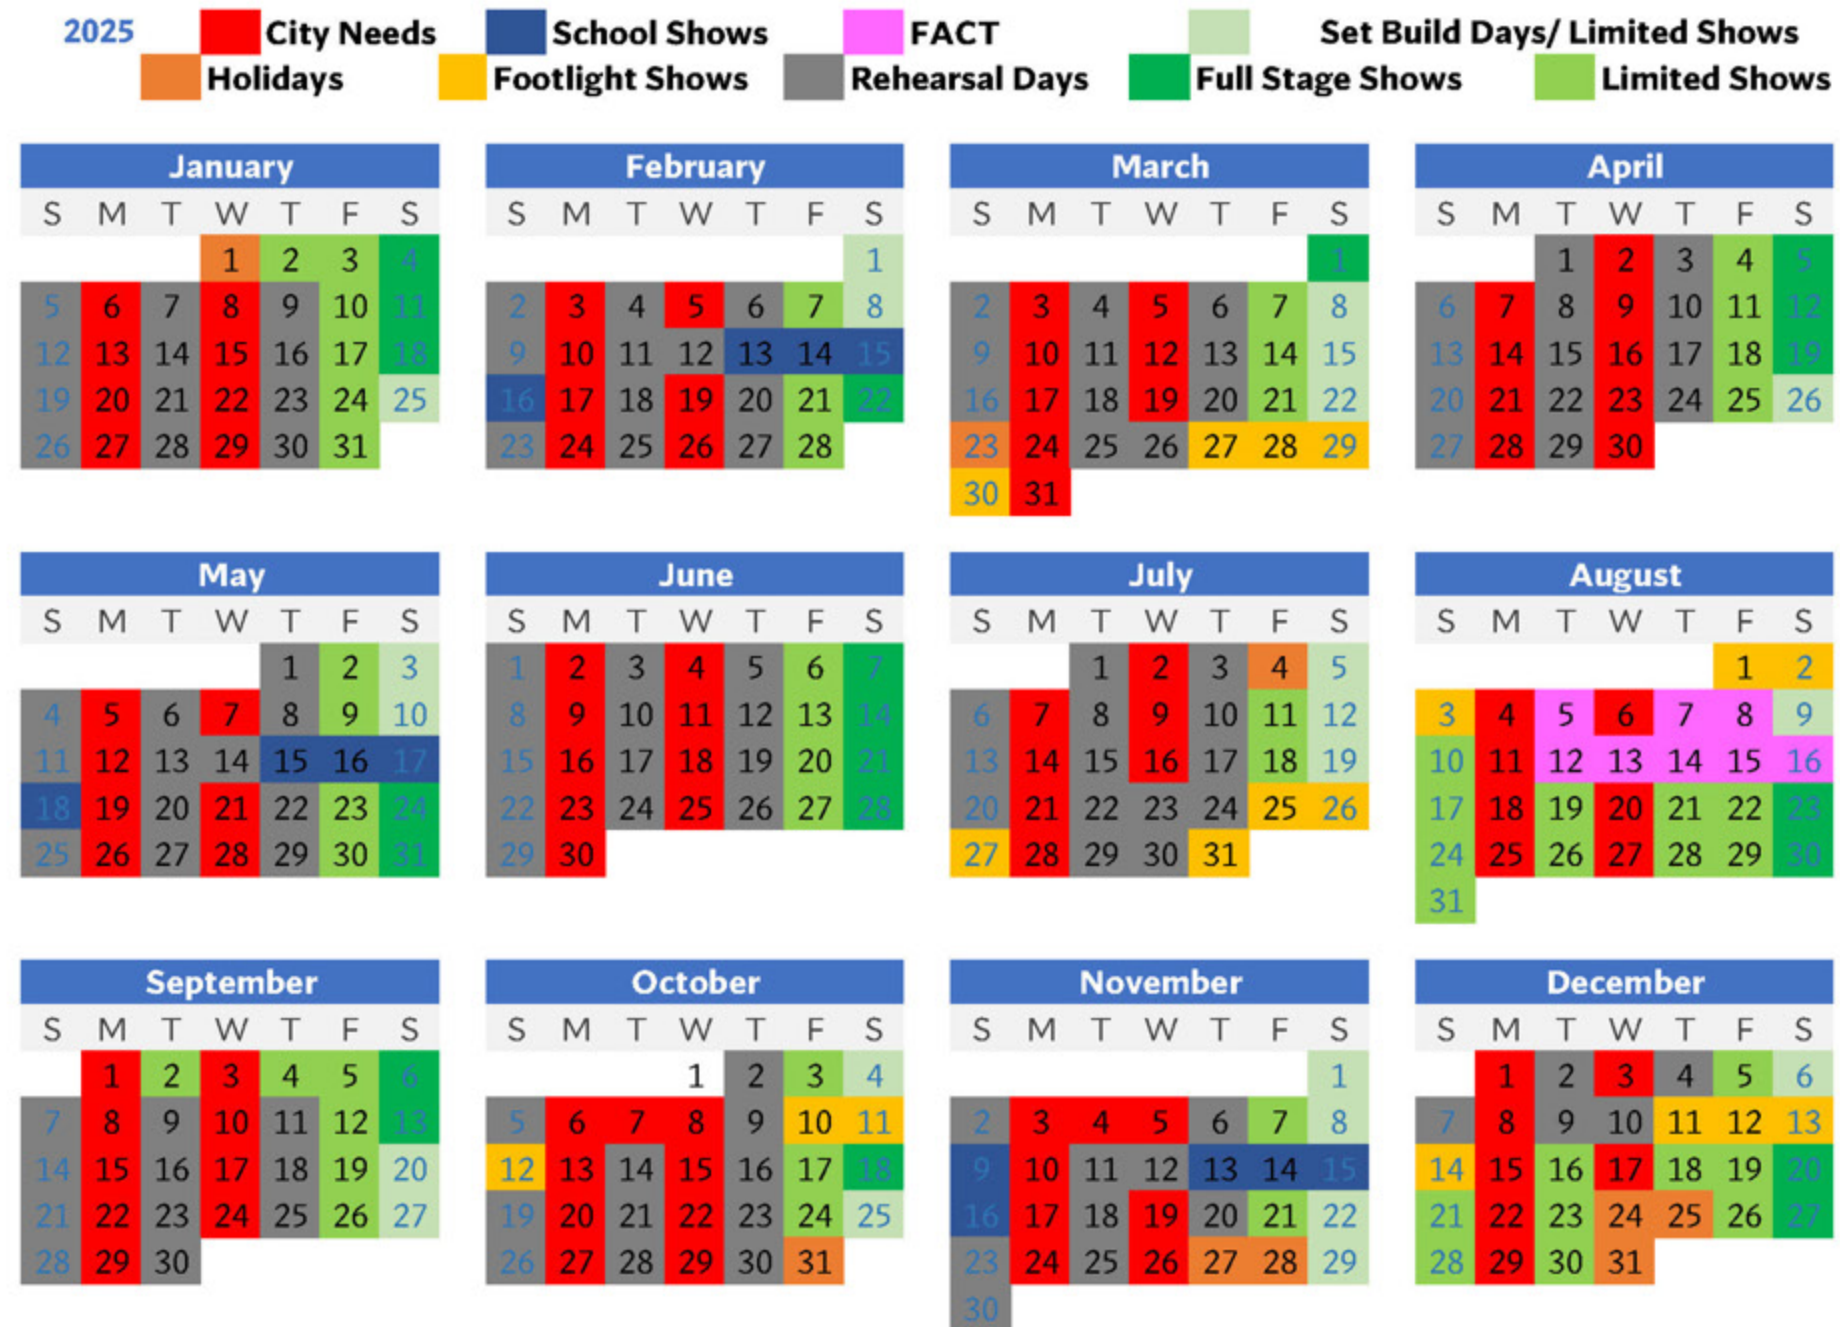 2025 City Needs School Shows FACT Set Build Days/ Limited Shows
Holidays Footlight Shows Rehearsal Days Full Stage Shows Limited Shows
January February March April
S M T W T F S S M T W T F S S M T W T F S S M T W T F S
1 2 3 4 1 1 1 2 3 4 5
5 6 7 8 9 10 11 2 3 4 5 6 7 8 2 3 4 5 6 7 8 6 7 8 9 10 11 12
12 13 14 15 16 17 18 9 10 11 12 13 14 15 9 10 11 12 13 14 15 13 14 15 16 17 18 19
19 20 21 22 23 24 25 16 17 18 19 20 21 22 16 17 18 19 20 21 22 20 21 22 23 24 25 26
26 27 28 29 30 31 23 24 25 26 27 28 23 24 25 26 27 28 29 27 28 29 30
30 31
May June July August
S M T W T F S S M T W T F S S M T W T F S S M T W T F S
1 2 3 1 2 3 4 5 6 7 1 2 3 4 5 1 2
4 5 6 7 8 9 10 8 9 10 11 12 13 14 6 7 8 9 10 11 12 3 4 5 6 7 8 9
11 12 13 14 15 16 17 15 16 17 18 19 20 21 13 14 15 16 17 18 19 10 11 12 13 14 15 16
18 19 20 21 22 23 24 22 23 24 25 26 27 28 20 21 22 23 24 25 26 17 18 19 20 21 22 23
25 26 27 28 29 30 31 29 30 27 28 29 30 31 24 25 26 27 28 29 30
31
September October November December
S M T W T F S S M T W T F S S M T W T F S S M T W T F S
1 2 3 4 5 6 1 2 3 4 1 1 2 3 4 5 6
7 8 9 10 11 12 13 5 6 7 8 9 10 11 2 3 4 5 6 7 8 7 8 9 10 11 12 13
14 15 16 17 18 19 20 12 13 14 15 16 17 18 9 10 11 12 13 14 15 14 15 16 17 18 19 20
21 22 23 24 25 26 27 19 20 21 22 23 24 25 16 17 18 19 20 21 22 21 22 23 24 25 26 27
28 29 30 26 27 28 29 30 31 23 24 25 26 27 28 29 28 29 30 31
30